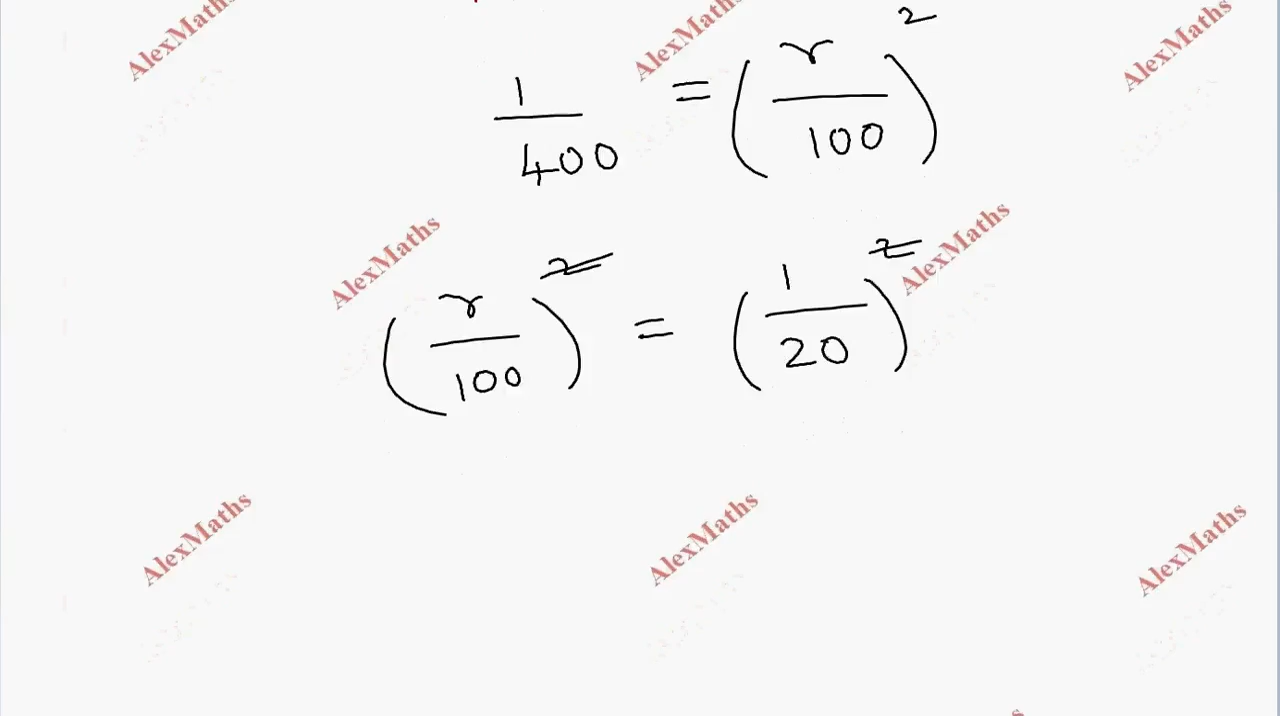 AlexMaths AlexMaths AlexMaths
1/400 = (r/100)²
AlexMaths AlexMaths
(r/100)² = (1/20)²
AlexMaths AlexMaths AlexMaths